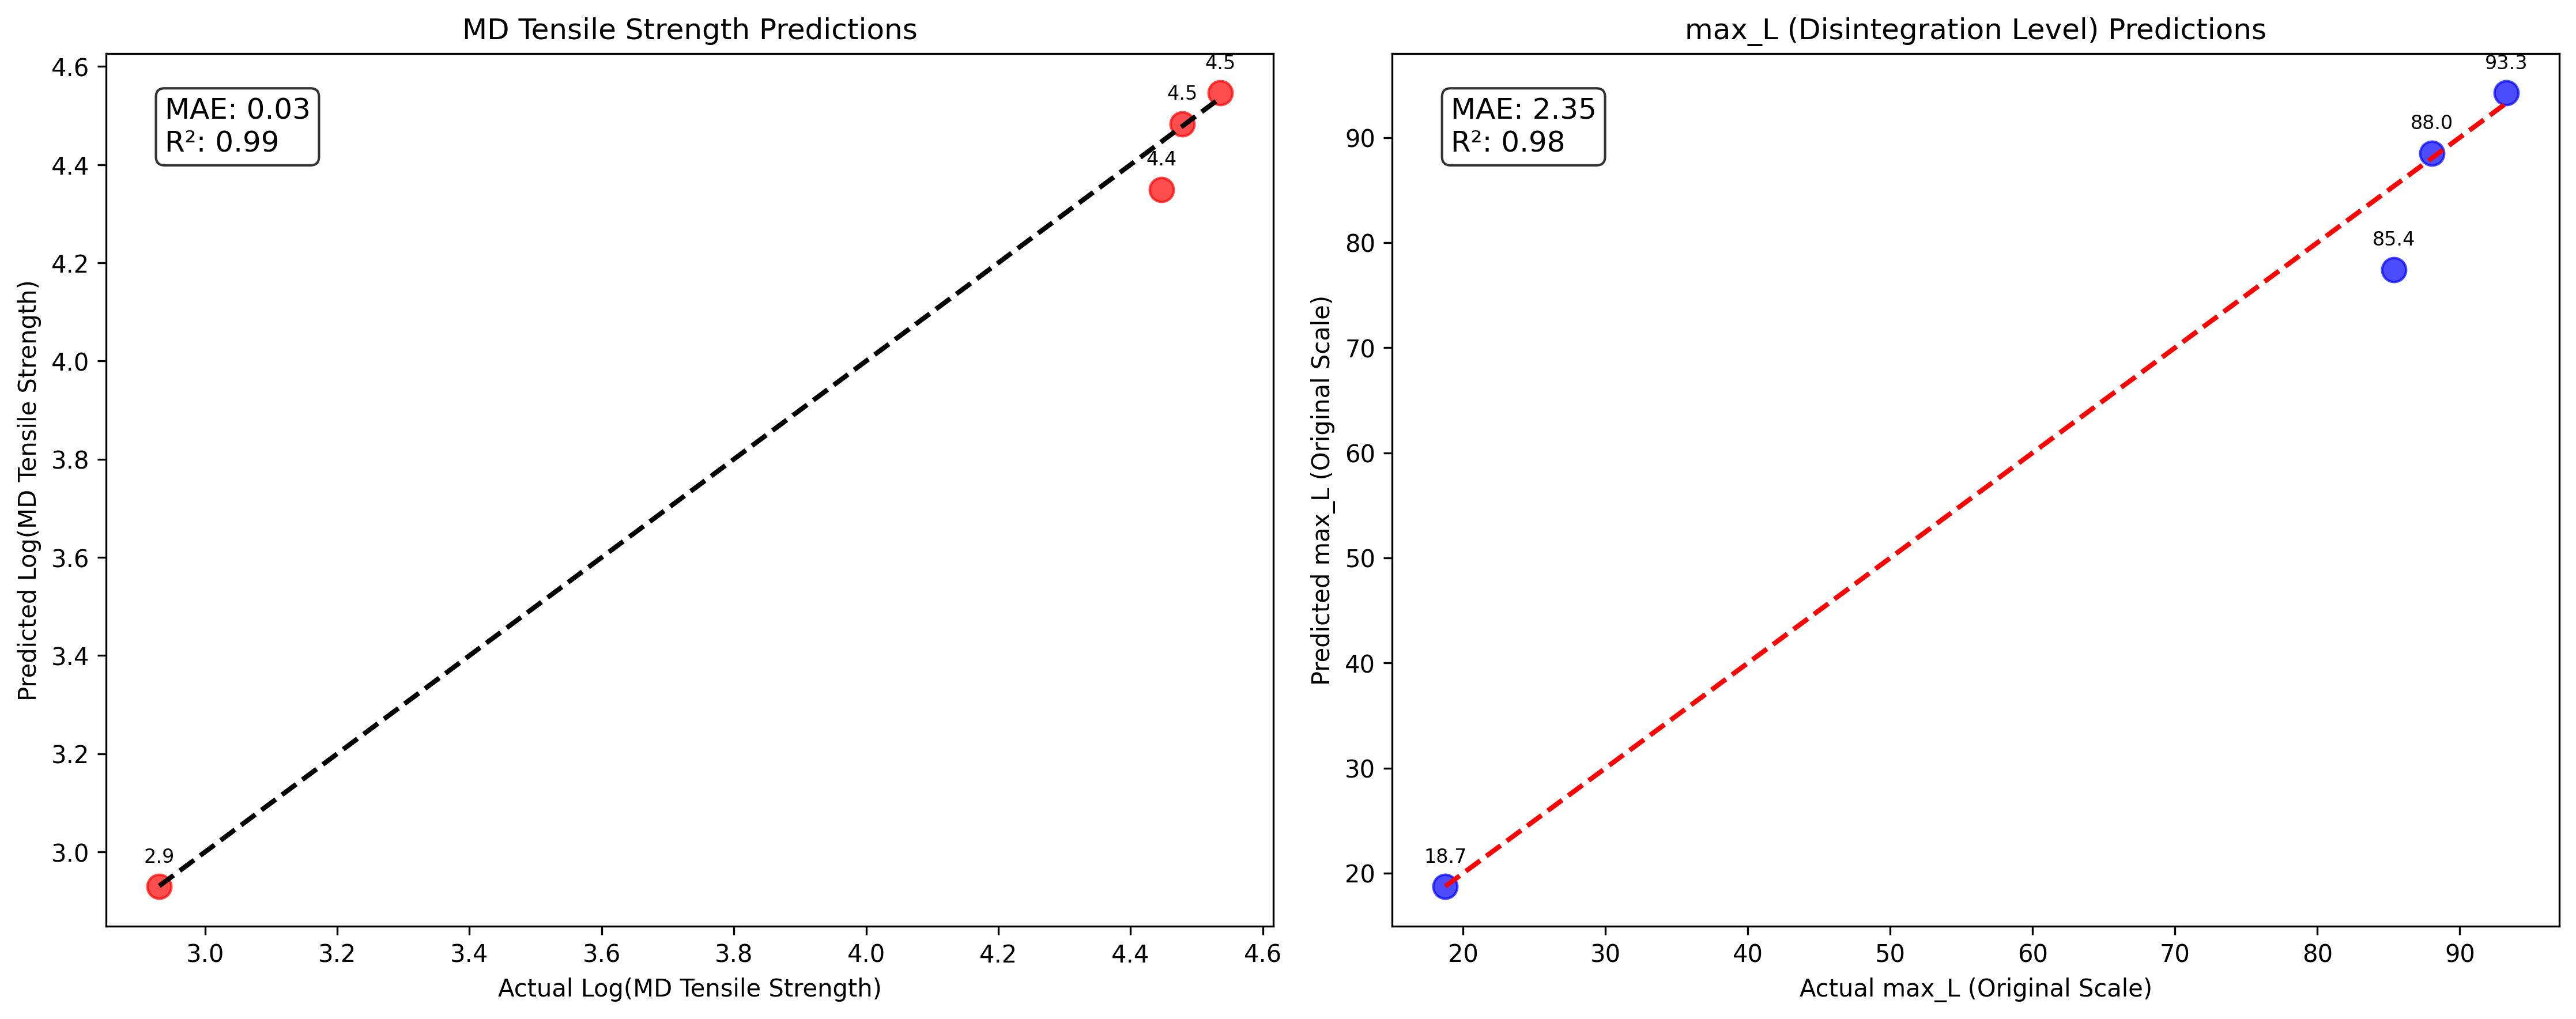 MD Tensile Strength Predictions
MAE: 0.03
R²: 0.99
4.5
4.5
4.4
2.9
4.6
4.4
4.2
4.0
3.8
3.6
3.4
3.2
3.0
Predicted Log(MD Tensile Strength)
3.0 3.2 3.4 3.6 3.8 4.0 4.2 4.4 4.6
Actual Log(MD Tensile Strength)
max_L (Disintegration Level) Predictions
MAE: 2.35
R²: 0.98
93.3
88.0
85.4
18.7
90
80
70
60
50
40
30
20
Predicted max_L (Original Scale)
20 30 40 50 60 70 80 90
Actual max_L (Original Scale)